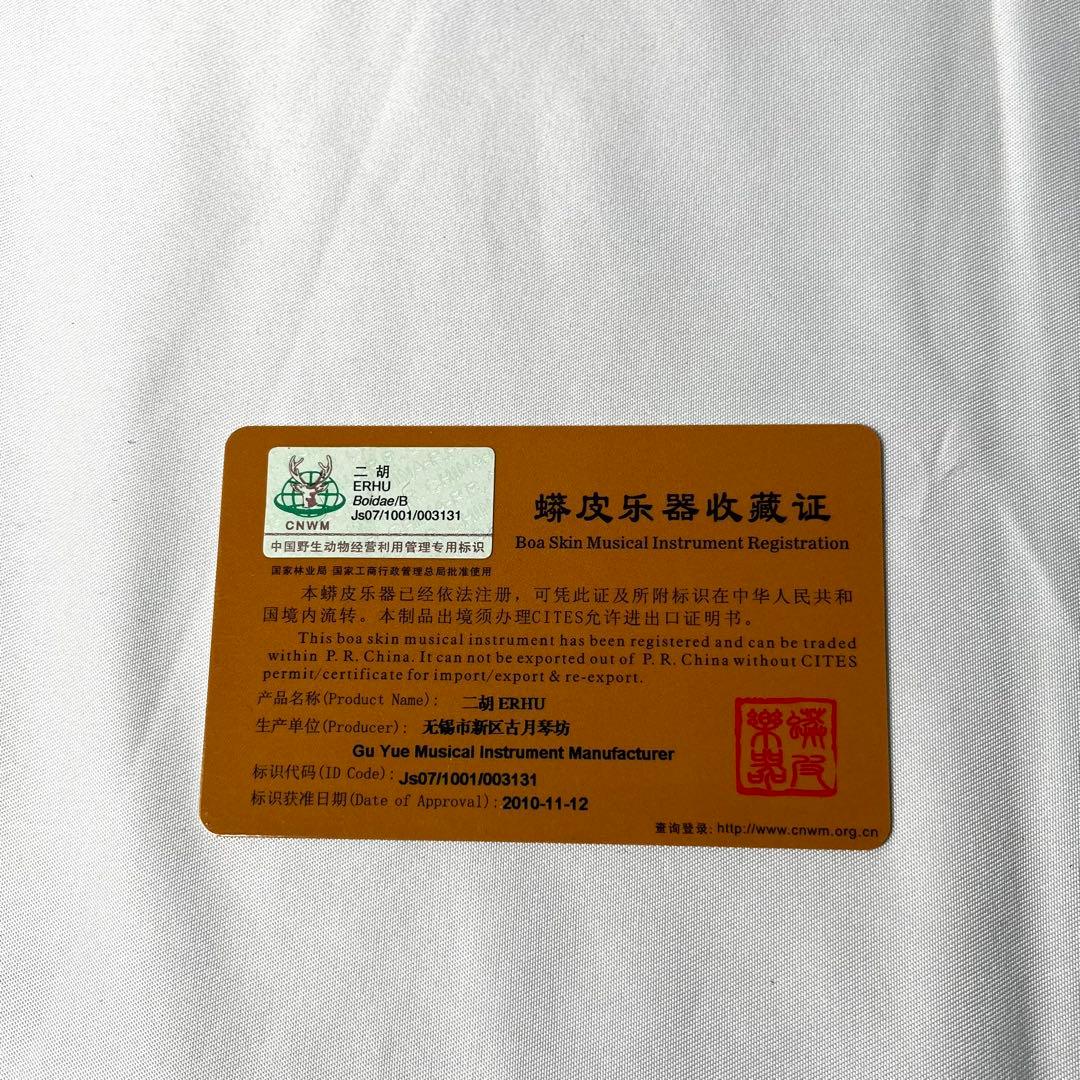 二胡
ERHU
Boidae/B
Js07/1001/003131
CNWM
中国野生动物经营利用管理专用标识
国家林业局 国家工商行政管理总局批准使用
蟒皮乐器收藏证
Boa Skin Musical Instrument Registration
本蟒皮乐器已经依法注册，可凭此证及所附标识在中华人民共和
国境内流转。本制品出境须办理CITES允许进出口证明书。
This boa skin musical instrument has been registered and can be traded
within P. R. China. It can not be exported out of P. R. China without CITES
permit/certificate for import/export & re-export.
产品名称(Product Name): 二胡 ERHU
生产单位(Producer): 无锡市新区古月琴坊
Gu Yue Musical Instrument Manufacturer
标识代码(ID Code): Js07/1001/003131
标识获准日期(Date of Approval): 2010-11-12
蟒皮
樂器
查询登录: http://www.cnwm.org.cn